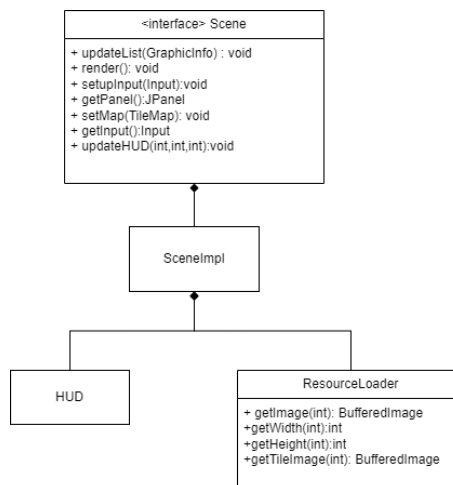 <interface> Scene
+ updateList(GraphicInfo) : void
+ render(): void
+ setupInput(Input):void
+ getPanel():JPanel
+ setMap(TileMap): void
+ getInput():Input
+ updateHUD(int,int,int):void
SceneImpl
HUD
ResourceLoader
+ getImage(int): BufferedImage
+getWidth(int):int
+getHeight(int):int
+getTileImage(int): BufferedImage